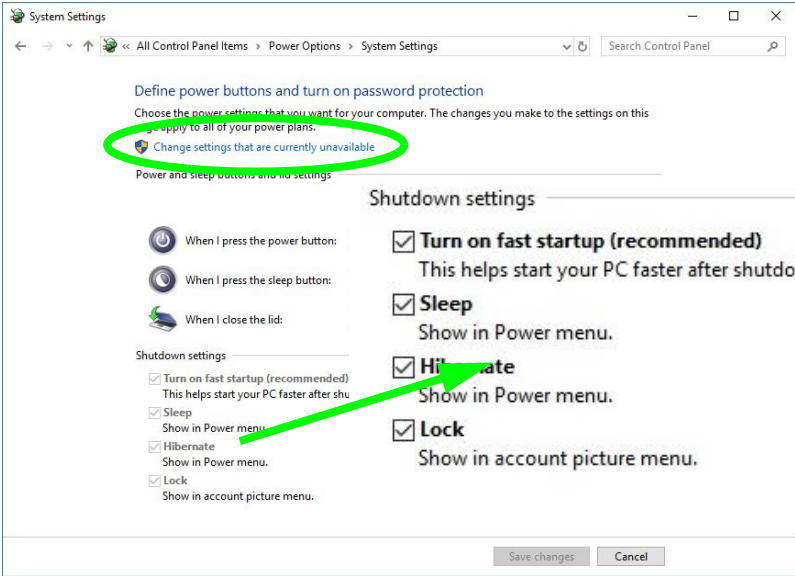 System Settings
« All Control Panel Items > Power Options > System Settings
Search Control Panel
Define power buttons and turn on password protection
Choose the power settings that you want for your computer. The changes you make to the settings on this
apply to all of your power plans.
Change settings that are currently unavailable
Power and sleep buttons and lid settings
When I press the power button:
When I press the sleep button:
When I close the lid:
Shutdown settings
Turn on fast startup (recommended)
This helps start your PC faster after shu
Sleep
Show in Power menu.
Hibernate
Show in Power menu.
Lock
Show in account picture menu.
Shutdown settings
Turn on fast startup (recommended)
This helps start your PC faster after shutdo
Sleep
Show in Power menu.
Hibernate
Show in Power menu.
Lock
Show in account picture menu.
Save changes
Cancel